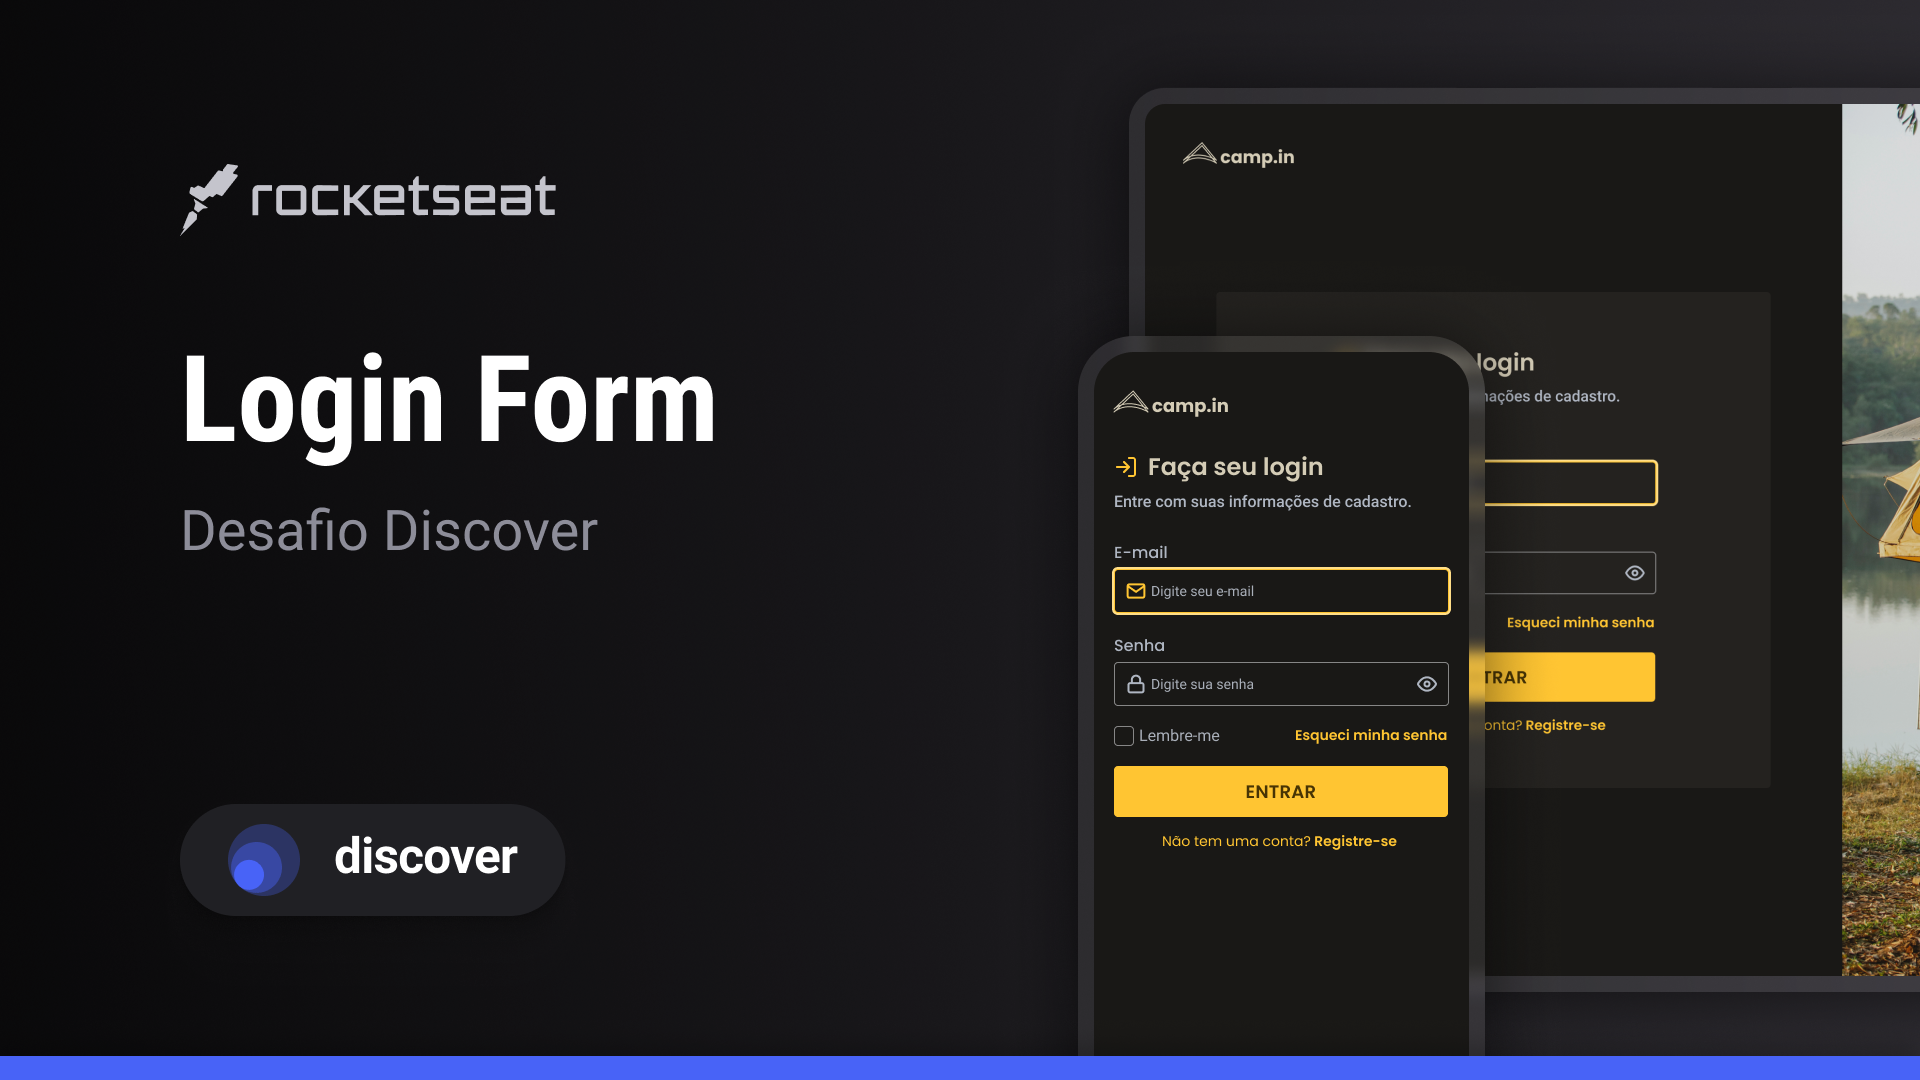 rocketseat
Login Form
Desafio Discover
discover
camp.in
login
mações de cadastro.
Esqueci minha senha
TRAR
onta? Registre-se
camp.in
Faça seu login
Entre com suas informações de cadastro.
E-mail
Digite seu e-mail
Senha
Digite sua senha
Lembre-me
Esqueci minha senha
ENTRAR
Não tem uma conta? Registre-se